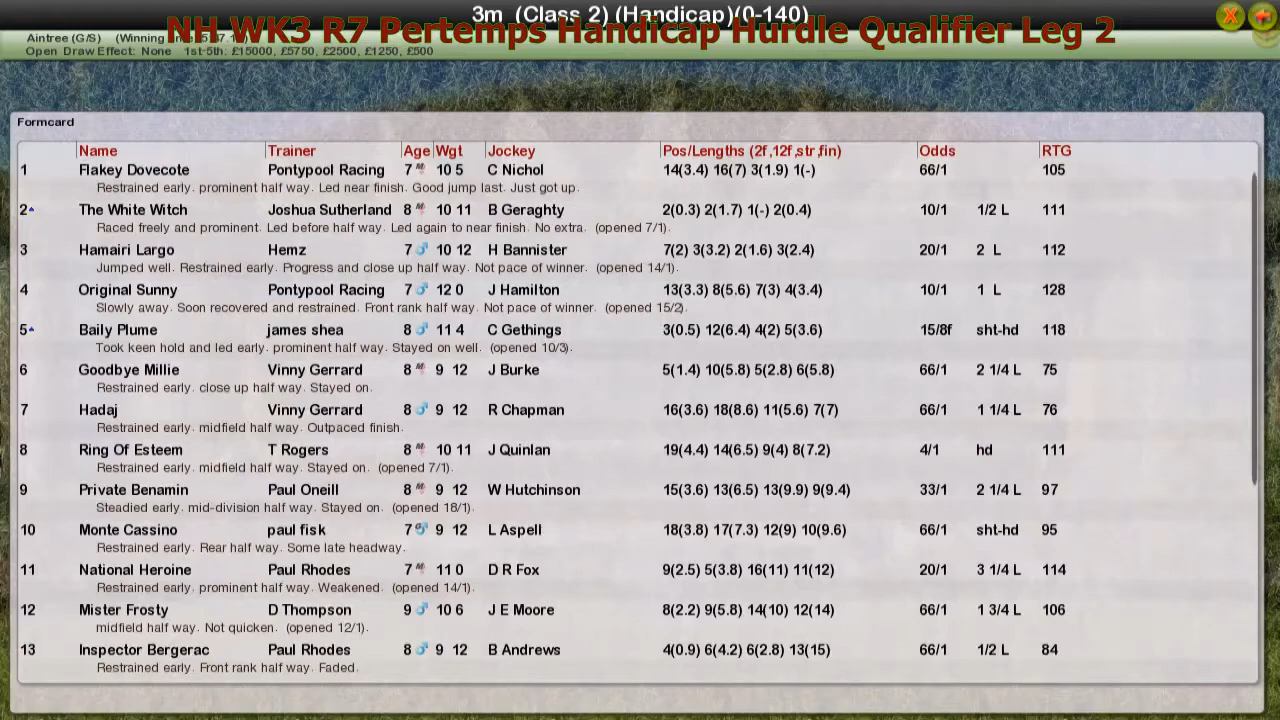 3m (Class 2) (Handicap)(0-140)
NH WK3 R7 Pertemps Handicap Hurdle Qualifier Leg 2
Aintree (G/S) (Winning
Open Draw Effect: None 1st-5th: £15000, £5750, £2500, £1250, £500
Formcard
Name Trainer Age Wgt Jockey Pos/Lengths (2f,12f,str,fin) Odds RTG
1 Flakey Dovecote Pontypool Racing 7 10 5 C Nichol 14(3.4) 16(7) 3(1.9) 1(-) 66/1 105
Restrained early. prominent half way. Led near finish. Good jump last. Just got up.
2 The White Witch Joshua Sutherland 8 10 11 B Geraghty 2(0.3) 2(1.7) 1(-) 2(0.4) 10/1 1/2 L 111
Raced freely and prominent. Led before half way. Led again to near finish. No extra. (opened 7/1).
3 Hamairi Largo Hemz 7 ♂ 10 12 H Bannister 7(2) 3(3.2) 2(1.6) 3(2.4) 20/1 2 L 112
Jumped well. Restrained early. Progress and close up half way. Not pace of winner. (opened 14/1).
4 Original Sunny Pontypool Racing 7 ♂ 12 0 J Hamilton 13(3.3) 8(5.6) 7(3) 4(3.4) 10/1 1 L 128
Slowly away. Soon recovered and restrained. Front rank half way. Not pace of winner. (opened 15/2).
5 Baily Plume james shea 8 ♂ 11 4 C Gethings 3(0.5) 12(6.4) 4(2) 5(3.6) 15/8f sht-hd 118
Took keen hold and led early. prominent half way. Stayed on well. (opened 10/3).
6 Goodbye Millie Vinny Gerrard 8 9 12 J Burke 5(1.4) 10(5.8) 5(2.8) 6(5.8) 66/1 2 1/4 L 75
Restrained early. close up half way. Stayed on.
7 Hadaj Vinny Gerrard 8 ♂ 9 12 R Chapman 16(3.6) 18(8.6) 11(5.6) 7(7) 66/1 1 1/4 L 76
Restrained early. midfield half way. Outpaced finish.
8 Ring Of Esteem T Rogers 8 10 11 J Quinlan 19(4.4) 14(6.5) 9(4) 8(7.2) 4/1 hd 111
Restrained early. midfield half way. Stayed on. (opened 7/1).
9 Private Benamin Paul Oneill 8 9 12 W Hutchinson 15(3.6) 13(6.5) 13(9.9) 9(9.4) 33/1 2 1/4 L 97
Steadied early. mid-division half way. Stayed on. (opened 18/1).
10 Monte Cassino paul fisk 7 9 12 L Aspell 18(3.8) 17(7.3) 12(9) 10(9.6) 66/1 sht-hd 95
Restrained early. Rear half way. Some late headway.
11 National Heroine Paul Rhodes 7 11 0 D R Fox 9(2.5) 5(3.8) 16(11) 11(12) 20/1 3 1/4 L 114
Restrained early. prominent half way. Weakened. (opened 14/1).
12 Mister Frosty D Thompson 9 ♂ 10 6 J E Moore 8(2.2) 9(5.8) 14(10) 12(14) 66/1 1 3/4 L 106
midfield half way. Not quicken. (opened 12/1).
13 Inspector Bergerac Paul Rhodes 8 ♂ 9 12 B Andrews 4(0.9) 6(4.2) 6(2.8) 13(15) 66/1 1/2 L 84
Restrained early. Front rank half way. Faded.